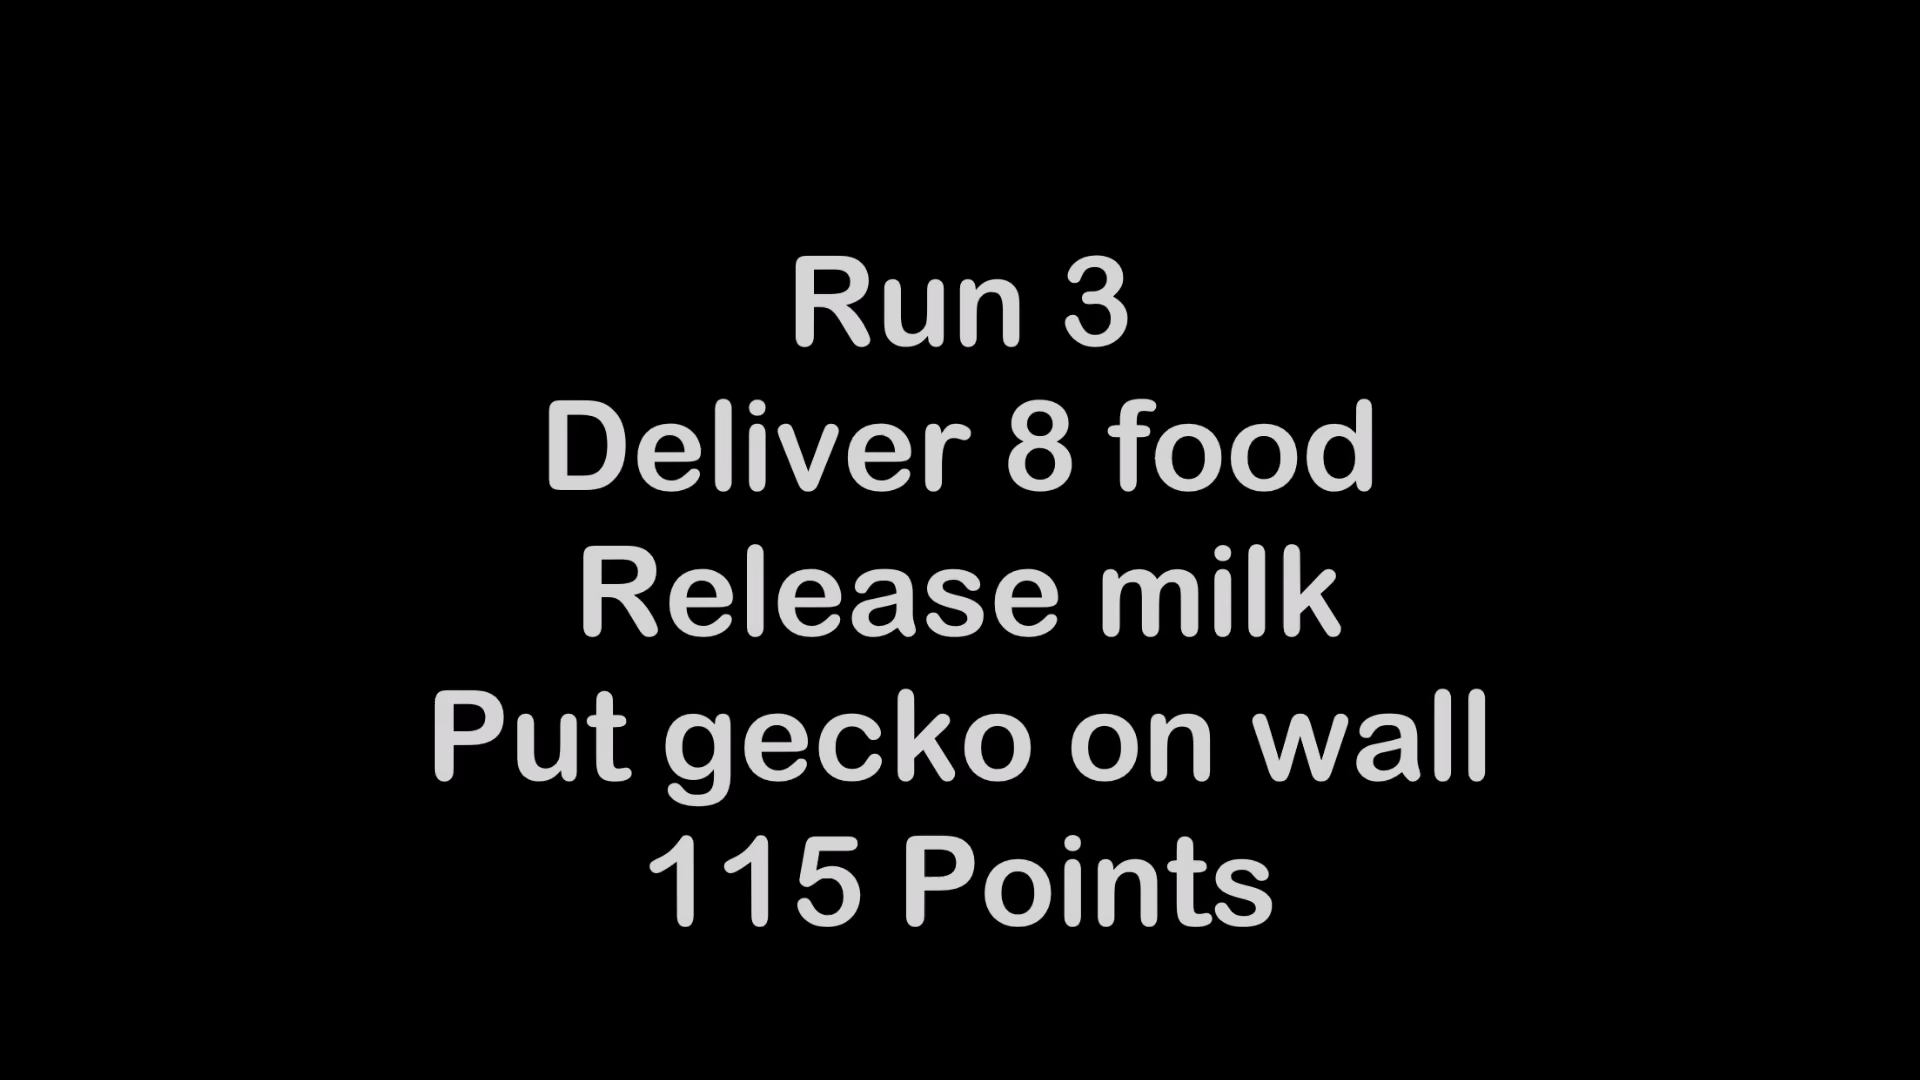 Run 3
Deliver 8 food
Release milk
Put gecko on wall
115 Points